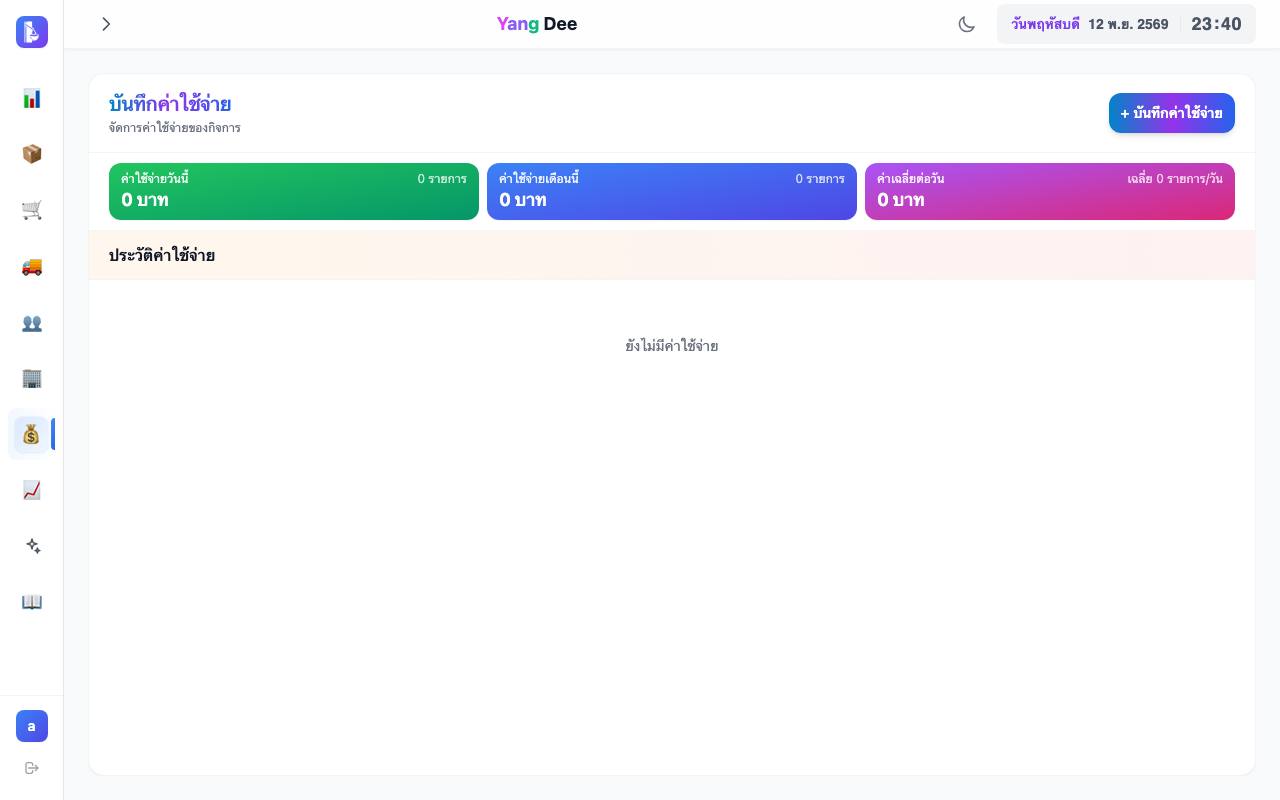 Yang Dee
วันพฤหัสบดี 12 พ.ย. 2569 23:40
บันทึกค่าใช้จ่าย
จัดการค่าใช้จ่ายของกิจการ
+ บันทึกค่าใช้จ่าย
ค่าใช้จ่ายวันนี้ 0 รายการ
0 บาท
ค่าใช้จ่ายเดือนนี้ 0 รายการ
0 บาท
ค่าเฉลี่ยต่อวัน เฉลี่ย 0 รายการ/วัน
0 บาท
ประวัติค่าใช้จ่าย
ยังไม่มีค่าใช้จ่าย
a